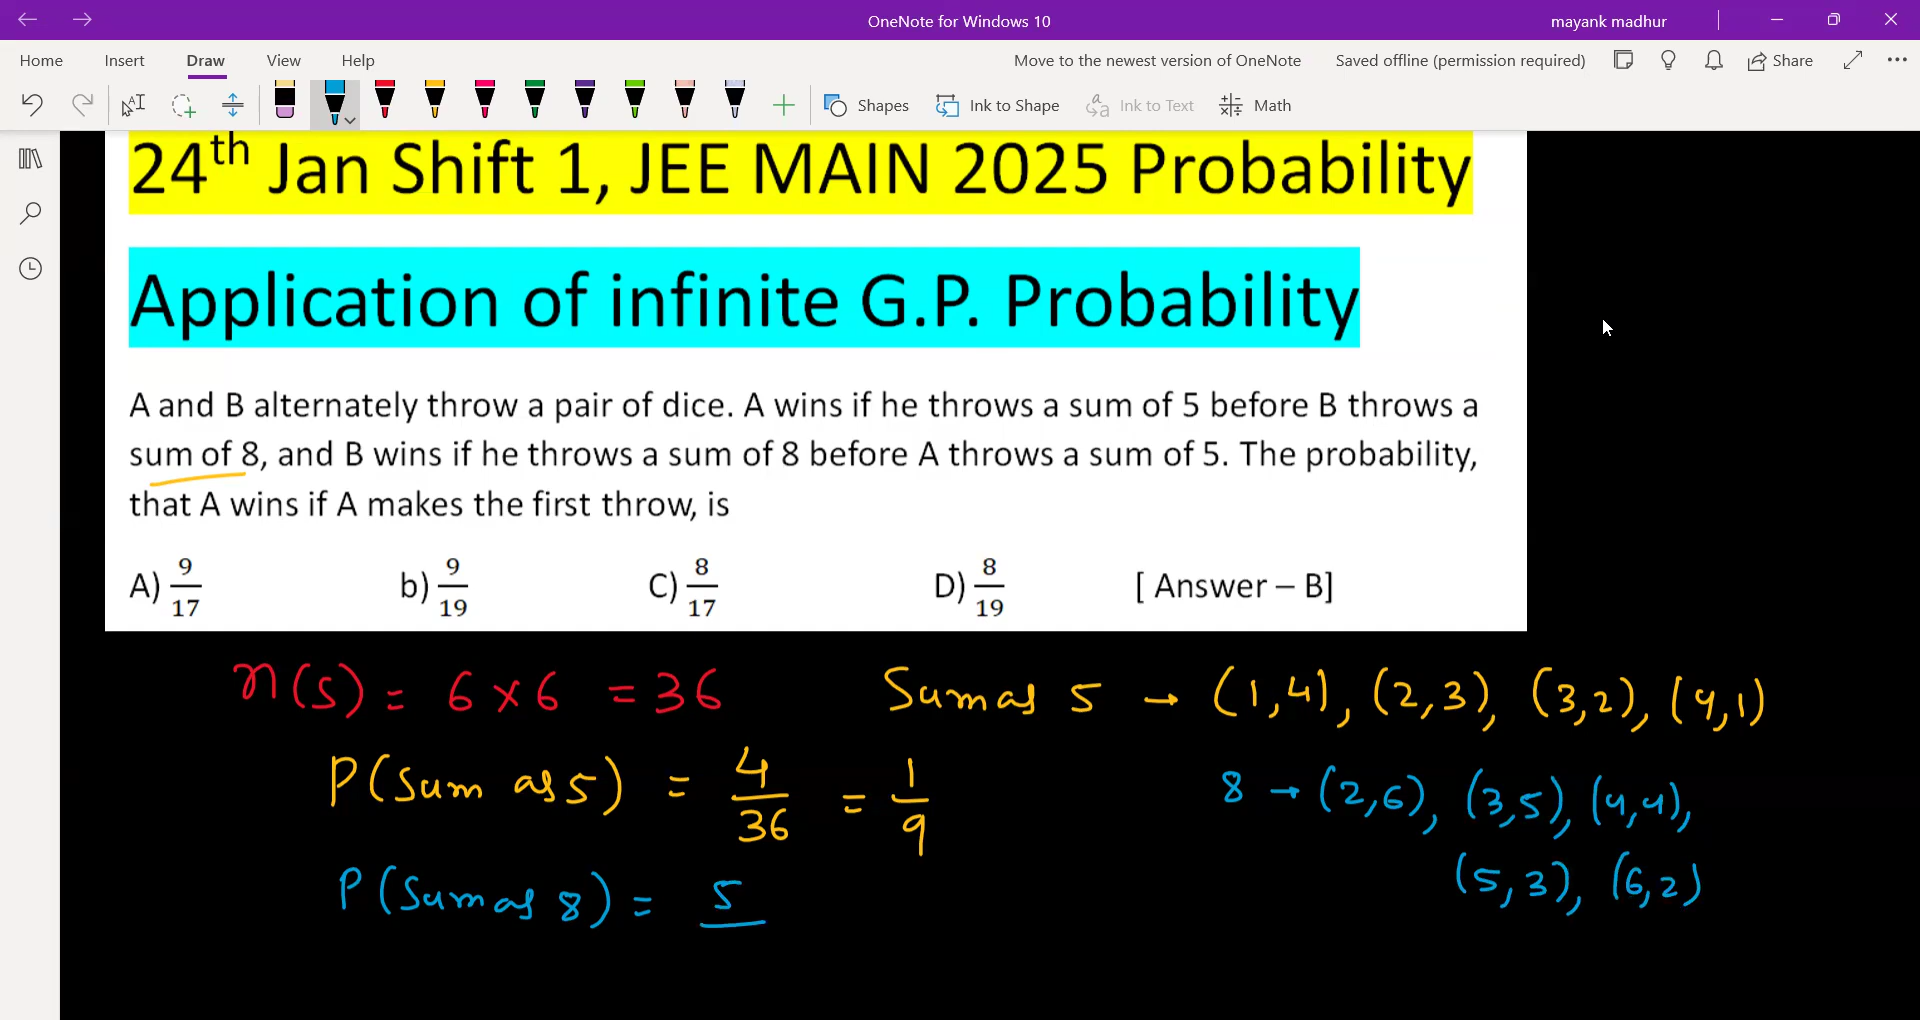 OneNote for Windows 10
mayank madhur
Home Insert Draw View Help
Move to the newest version of OneNote Saved offline (permission required) Share
Shapes Ink to Shape Ink to Text Math
24th Jan Shift 1, JEE MAIN 2025 Probability
Application of infinite G.P. Probability
A and B alternately throw a pair of dice. A wins if he throws a sum of 5 before B throws a
sum of 8, and B wins if he throws a sum of 8 before A throws a sum of 5. The probability,
that A wins if A makes the first throw, is
A) 9/17 b) 9/19 C) 8/17 D) 8/19 [ Answer – B]
n(s) = 6 × 6 = 36
Sum as 5 → (1,4), (2,3), (3,2), (4,1)
P(Sum as 5) = 4/36 = 1/9
8 → (2,6), (3,5), (4,4),
(5,3), (6,2)
P(Sum as 8) = 5